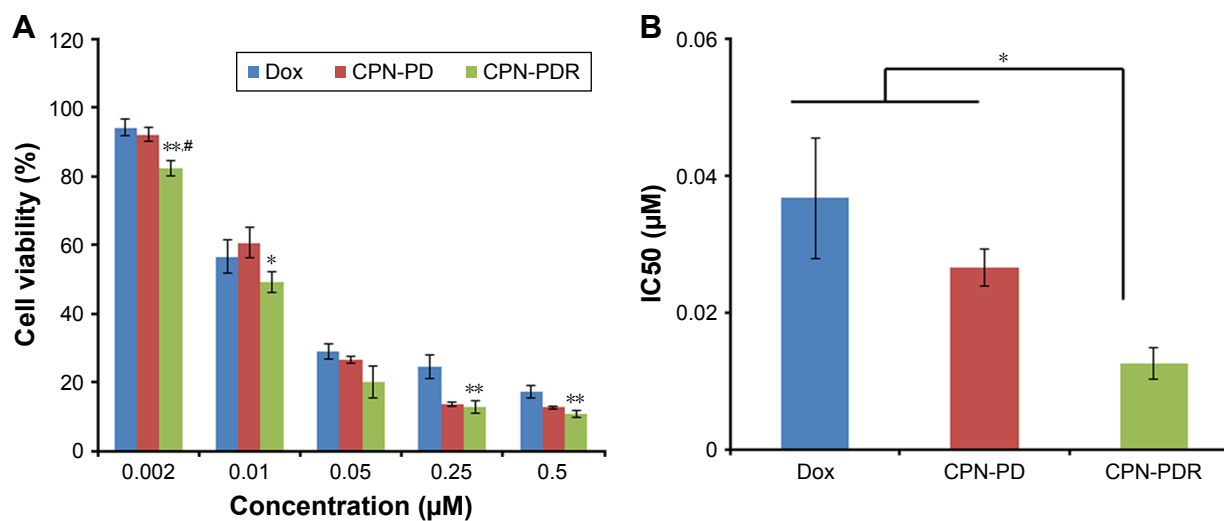 A
120
100
80
60
40
20
0
Cell viability (%)
Dox CPN-PD CPN-PDR
**,#
*
**
**
0.002 0.01 0.05 0.25 0.5
Concentration (µM)
B
0.06
0.04
0.02
0
IC50 (µM)
*
Dox CPN-PD CPN-PDR